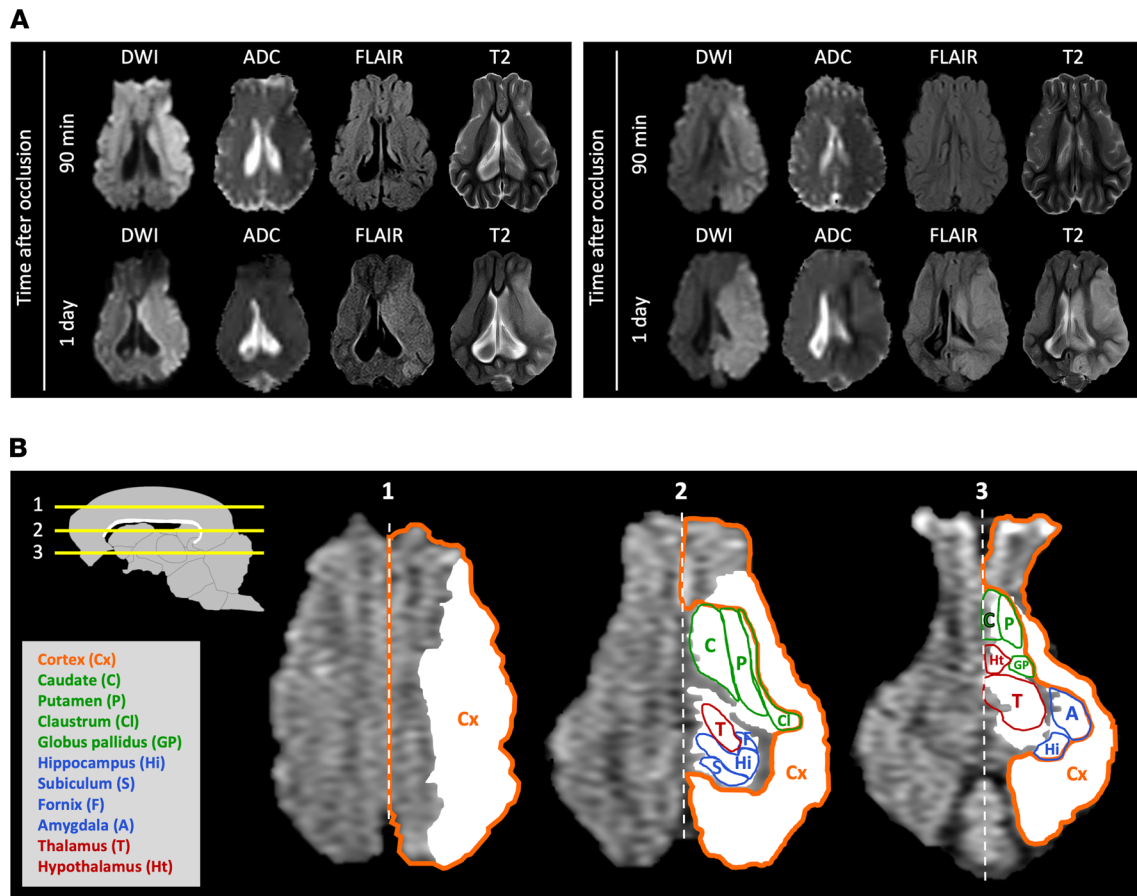 A
DWI ADC FLAIR T2
90 min
Time after occlusion
DWI ADC FLAIR T2
1 day
DWI ADC FLAIR T2
90 min
Time after occlusion
DWI ADC FLAIR T2
1 day
B
1 2 3
1
2
3
Cortex (Cx)
Caudate (C)
Putamen (P)
Claustrum (Cl)
Globus pallidus (GP)
Hippocampus (Hi)
Subiculum (S)
Fornix (F)
Amygdala (A)
Thalamus (T)
Hypothalamus (Ht)
Cx
C
P
Cl
T
F
Hi
S
Cx
C
P
Ht
GP
T
A
Hi
Cx